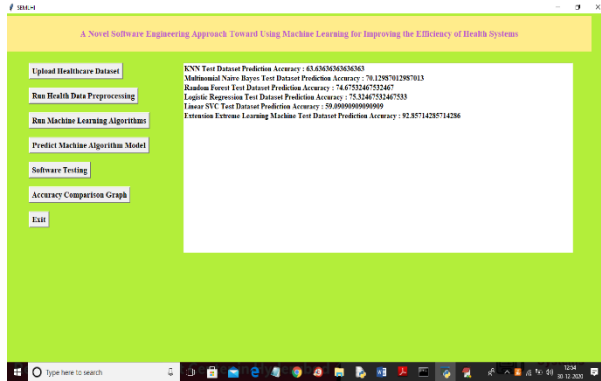 SEMLHI
A Novel Software Engineering Approach Toward Using Machine Learning for Improving the Efficiency of Health Systems
Upload Healthcare Dataset
Run Health Data Preprocessing
Run Machine Learning Algorithms
Predict Machine Algorithm Model
Software Testing
Accuracy Comparison Graph
Exit
KNN Test Dataset Prediction Accuracy : 63.63636363636363
Multinomial Naive Bayes Test Dataset Prediction Accuracy : 70.12987012987013
Random Forest Test Dataset Prediction Accuracy : 74.67532467532467
Logistic Regression Test Dataset Prediction Accuracy : 75.32467532467533
Linear SVC Test Dataset Prediction Accuracy : 59.09090909090909
Extension Extreme Learning Machine Test Dataset Prediction Accuracy : 92.85714285714286
Type here to search
12:54
30-12-2020